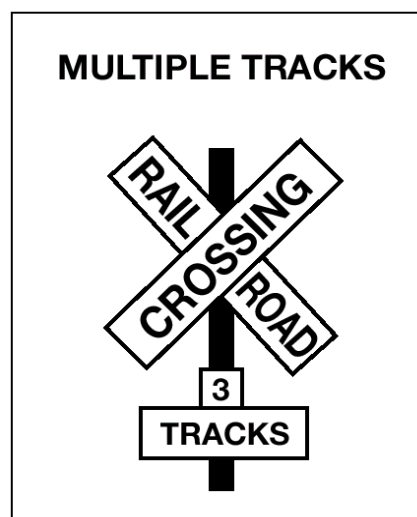 MULTIPLE TRACKS
RAIL ROAD
CROSSING
3
TRACKS